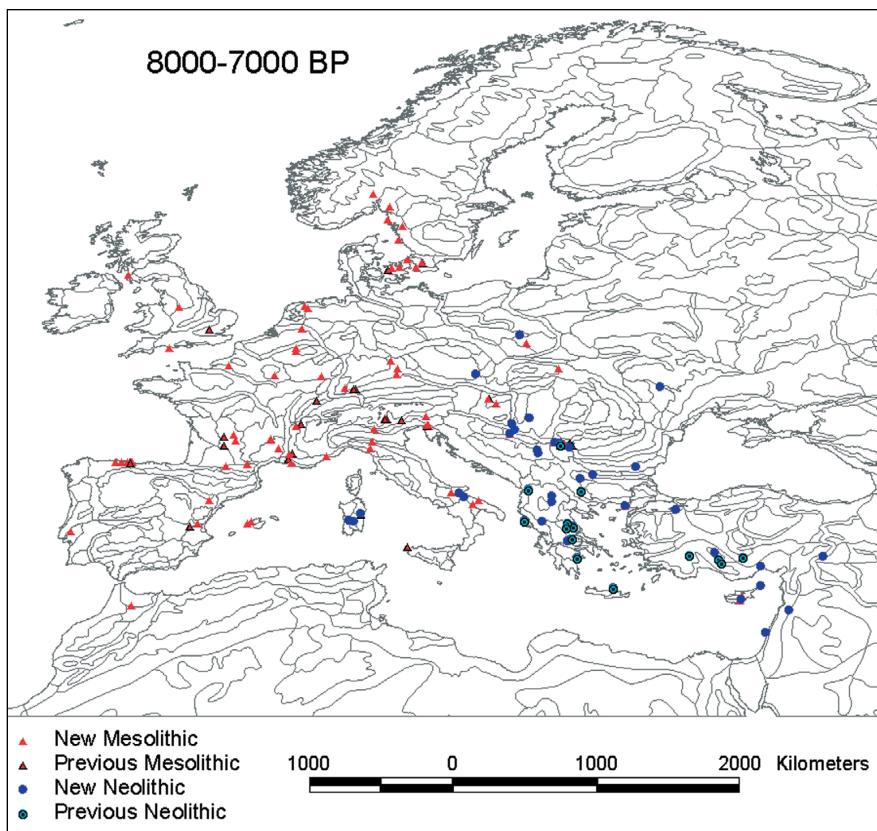 8000-7000 BP
New Mesolithic
Previous Mesolithic
New Neolithic
Previous Neolithic
1000 0 1000 2000 Kilometers